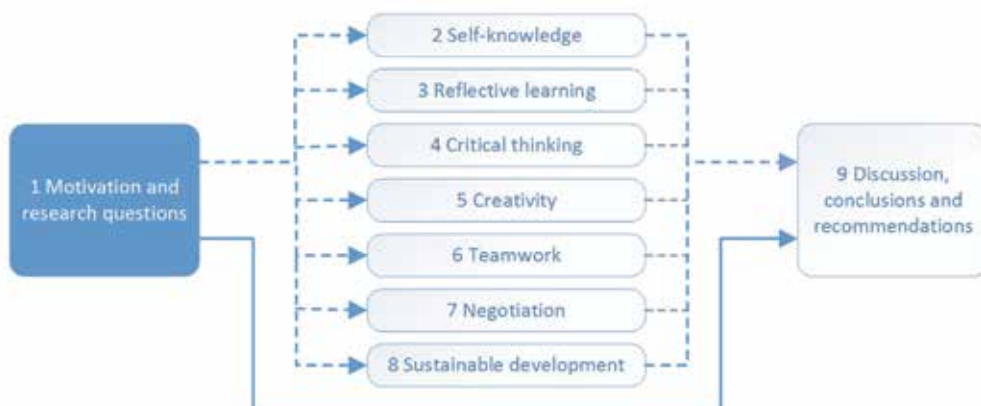 1 Motivation and
research questions
2 Self-knowledge
3 Reflective learning
4 Critical thinking
5 Creativity
6 Teamwork
7 Negotiation
8 Sustainable development
9 Discussion,
conclusions and
recommendations